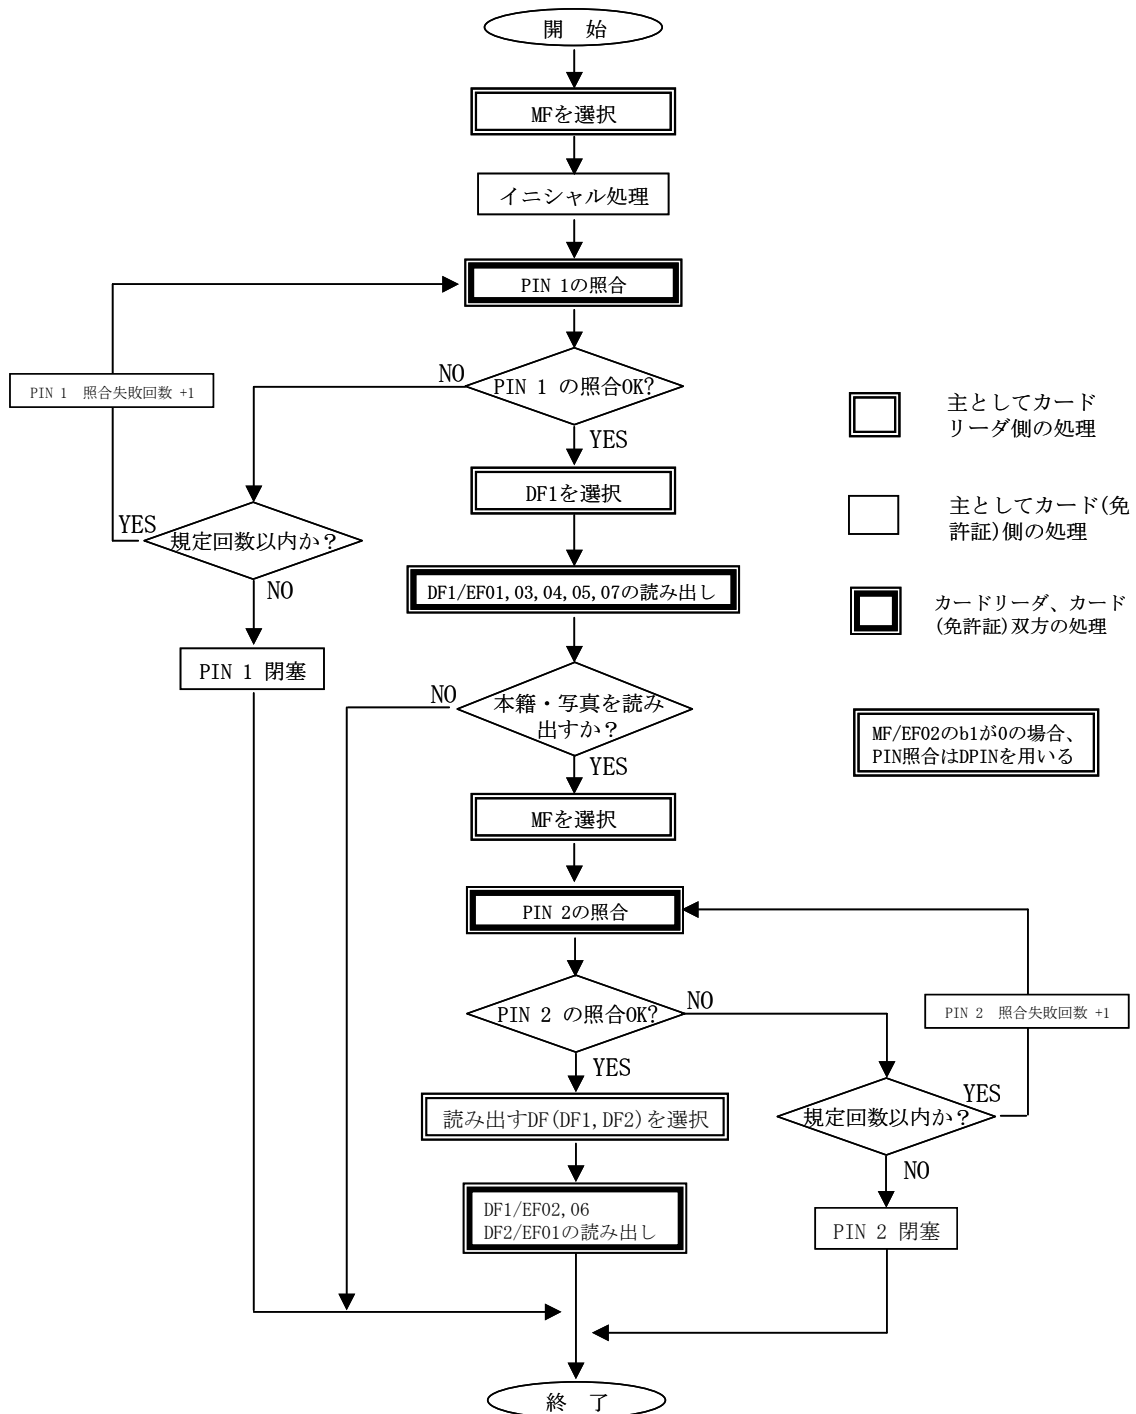 開　始
MFを選択
イニシャル処理
PIN 1の照合
PIN 1 の照合OK?
NO
YES
PIN 1　照合失敗回数 +1
規定回数以内か？
YES
NO
PIN 1 閉塞
DF1を選択
DF1/EF01,03,04,05,07の読み出し
本籍・写真を読み
出すか？
NO
YES
MFを選択
PIN 2の照合
PIN 2 の照合OK?
NO
YES
PIN 2　照合失敗回数 +1
規定回数以内か？
YES
NO
PIN 2 閉塞
読み出すDF(DF1,DF2)を選択
DF1/EF02,06
DF2/EF01の読み出し
終　了
主としてカード
リーダ側の処理
主としてカード(免
許証)側の処理
カードリーダ、カード
(免許証)双方の処理
MF/EF02のb1が0の場合、
PIN照合はDPINを用いる